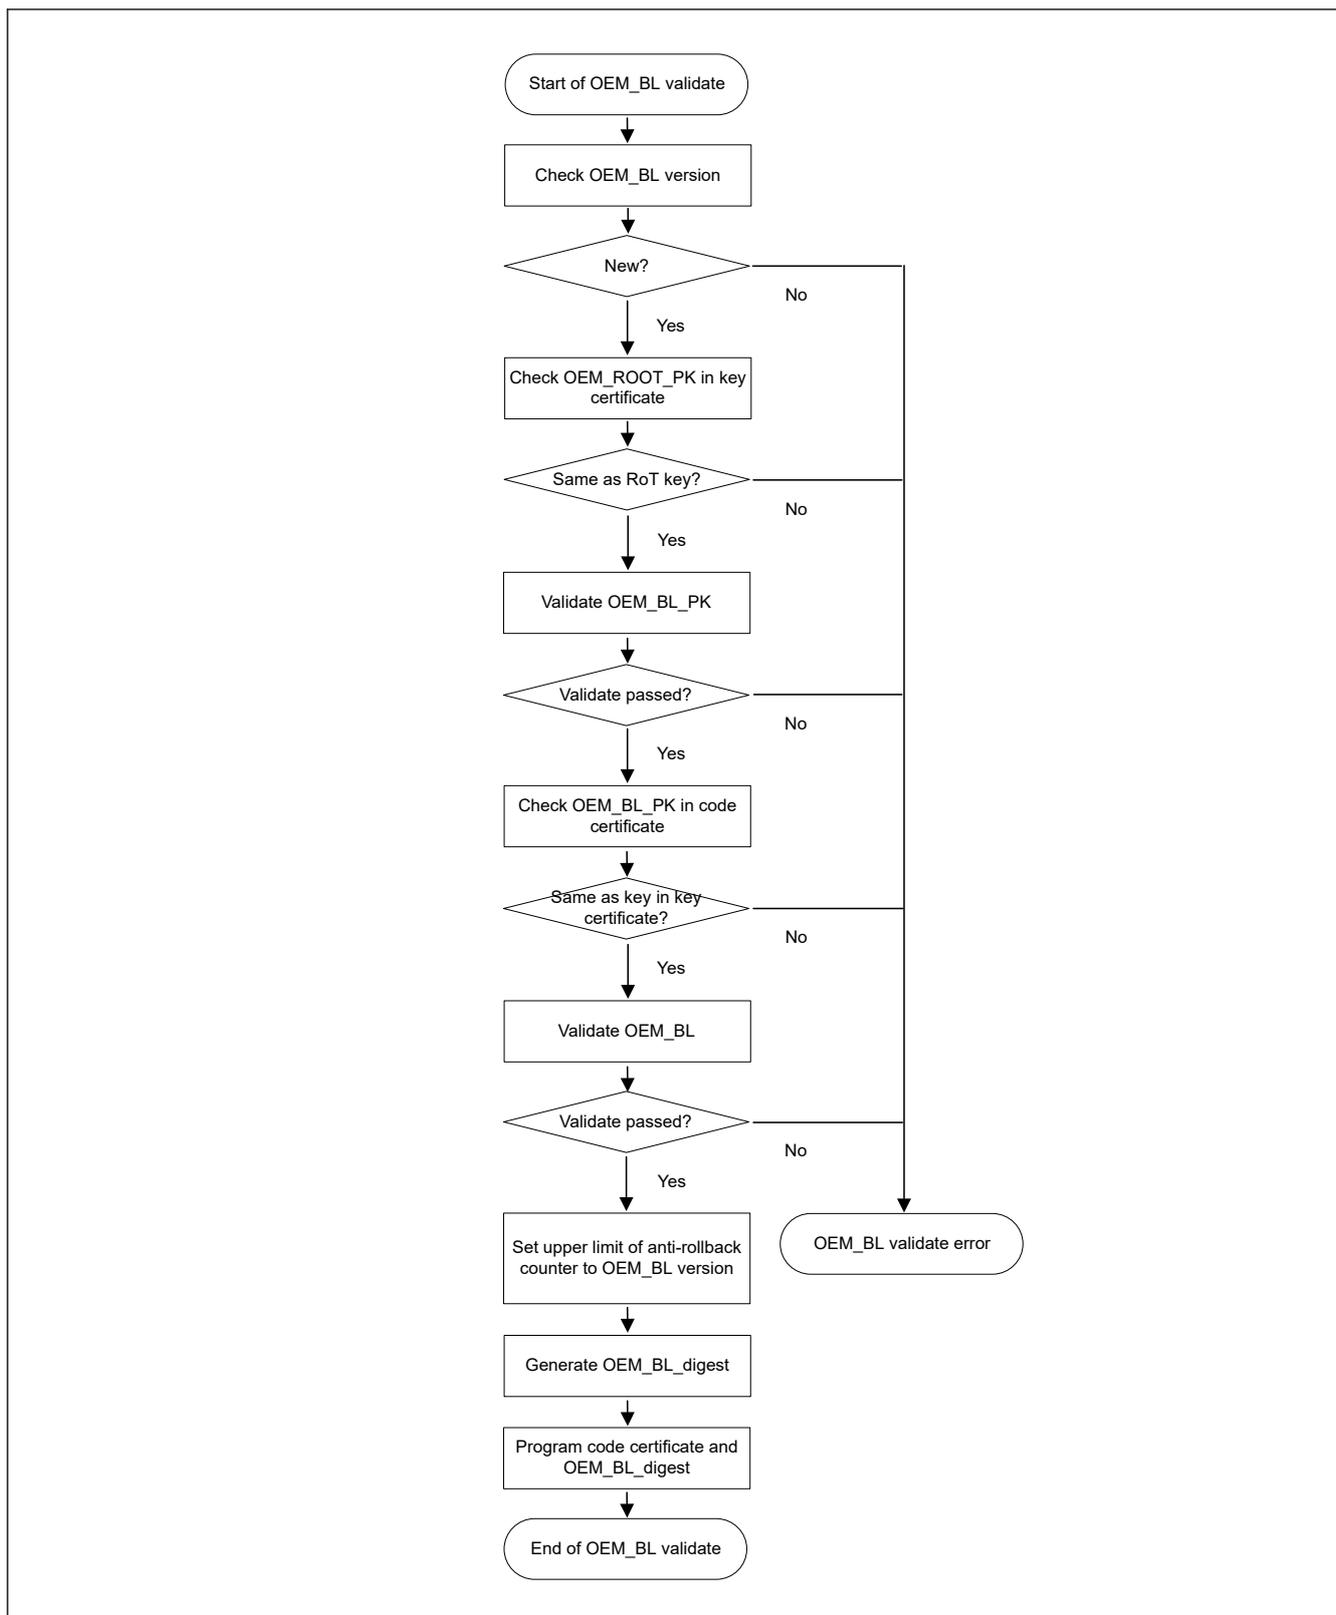 Start of OEM_BL validate
Check OEM_BL version
New?
No
Yes
Check OEM_ROOT_PK in key
certificate
Same as RoT key?
No
Yes
Validate OEM_BL_PK
Validate passed?
No
Yes
Check OEM_BL_PK in code
certificate
Same as key in key
certificate?
No
Yes
Validate OEM_BL
Validate passed?
No
Yes
Set upper limit of anti-rollback
counter to OEM_BL version
OEM_BL validate error
Generate OEM_BL_digest
Program code certificate and
OEM_BL_digest
End of OEM_BL validate